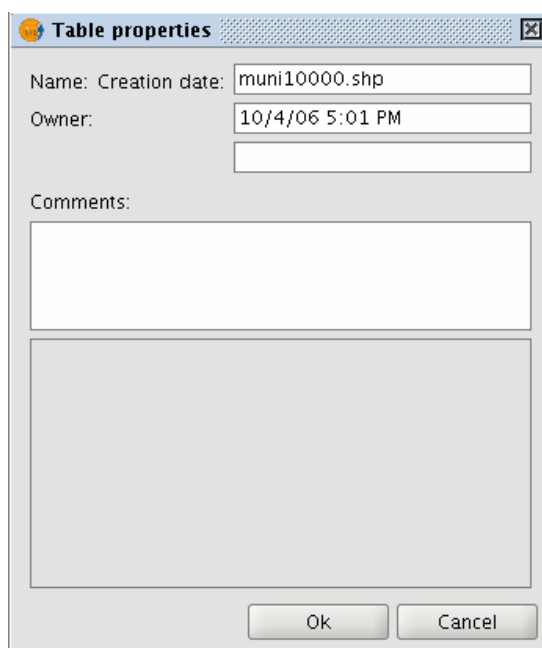 Table properties
Name: Creation date: muni10000.shp
Owner: 10/4/06 5:01 PM
Comments:
Ok Cancel